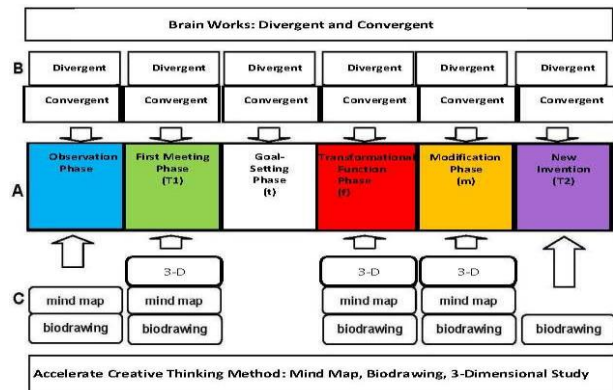 Brain Works: Divergent and Convergent
B
Divergent Divergent Divergent Divergent Divergent Divergent
Convergent Convergent Convergent Convergent Convergent Convergent
A
Observation
Phase
First Meeting
Phase
(T1)
Goal-
Setting
Phase
(t)
Transformational
Function
Phase
(f)
Modification
Phase
(m)
New
Invention
(T2)
C
3-D 3-D 3-D
mind map mind map mind map mind map
biodrawing biodrawing biodrawing biodrawing biodrawing
Accelerate Creative Thinking Method: Mind Map, Biodrawing, 3-Dimensional Study